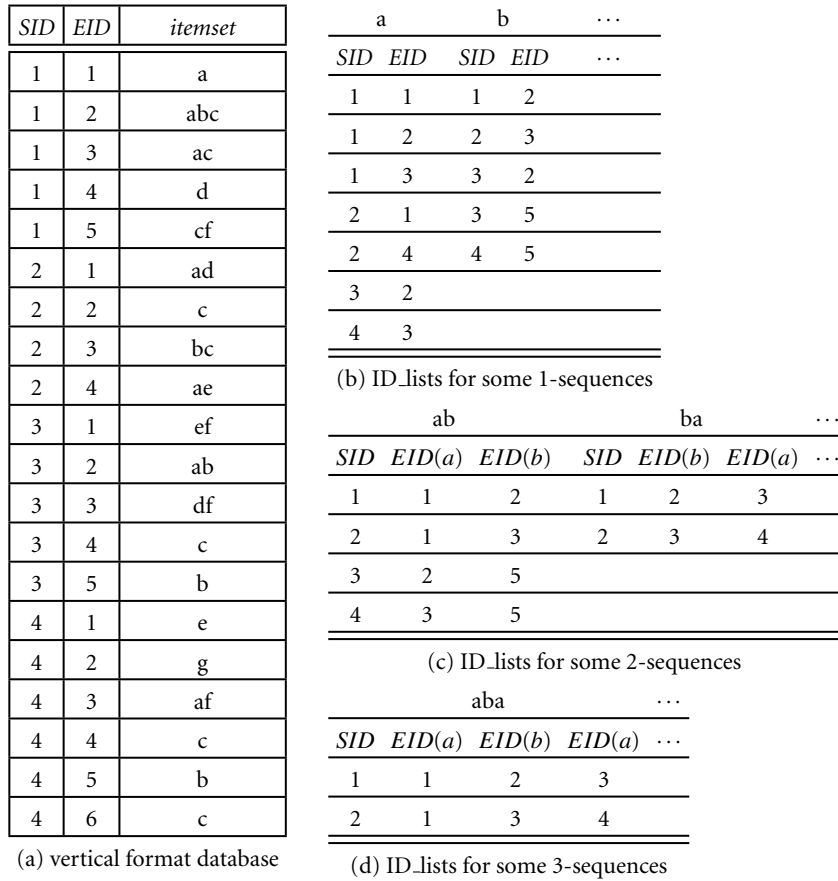 SID EID itemset
1 1 a
1 2 abc
1 3 ac
1 4 d
1 5 cf
2 1 ad
2 2 c
2 3 bc
2 4 ae
3 1 ef
3 2 ab
3 3 df
3 4 c
3 5 b
4 1 e
4 2 g
4 3 af
4 4 c
4 5 b
4 6 c
(a) vertical format database
a b ⋯
SID EID SID EID ⋯
1 1 1 2
1 2 2 3
1 3 3 2
2 1 3 5
2 4 4 5
3 2
4 3
(b) ID_lists for some 1-sequences
ab ba ⋯
SID EID(a) EID(b) SID EID(b) EID(a) ⋯
1 1 2 1 2 3
2 1 3 2 3 4
3 2 5
4 3 5
(c) ID_lists for some 2-sequences
aba ⋯
SID EID(a) EID(b) EID(a) ⋯
1 1 2 3
2 1 3 4
(d) ID_lists for some 3-sequences